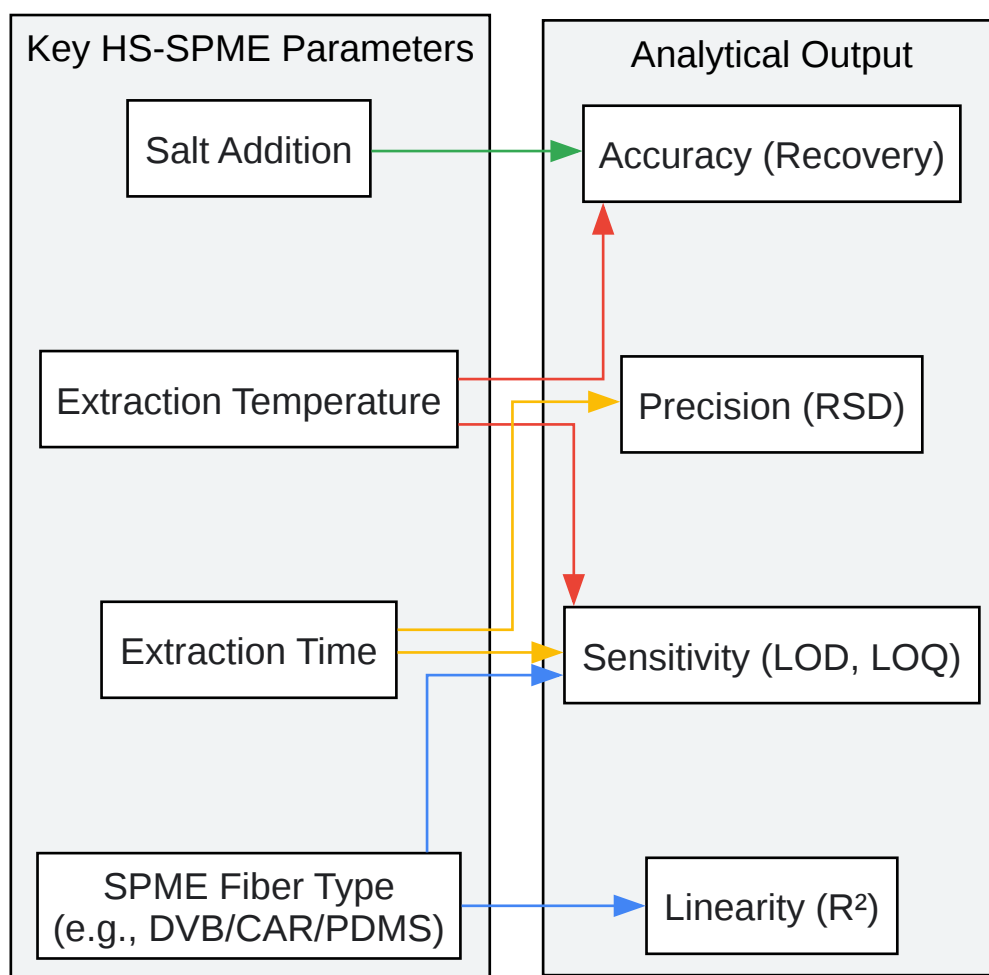 Key HS-SPME Parameters
Salt Addition
Extraction Temperature
Extraction Time
SPME Fiber Type
(e.g., DVB/CAR/PDMS)
Analytical Output
Accuracy (Recovery)
Precision (RSD)
Sensitivity (LOD, LOQ)
Linearity (R²)